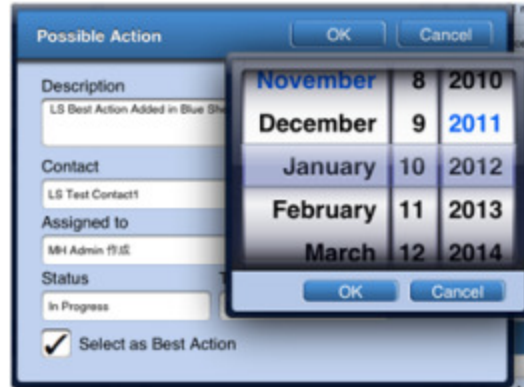 Possible Action
OK
Cancel
Description
LS Best Action Added in Blue
Contact
LS Test Contact1
Assigned to
MH Admin 作成
Status
In Progress
Select as Best Action
November 8 2010
December 9 2011
January 10 2012
February 11 2013
March 12 2014
OK
Cancel